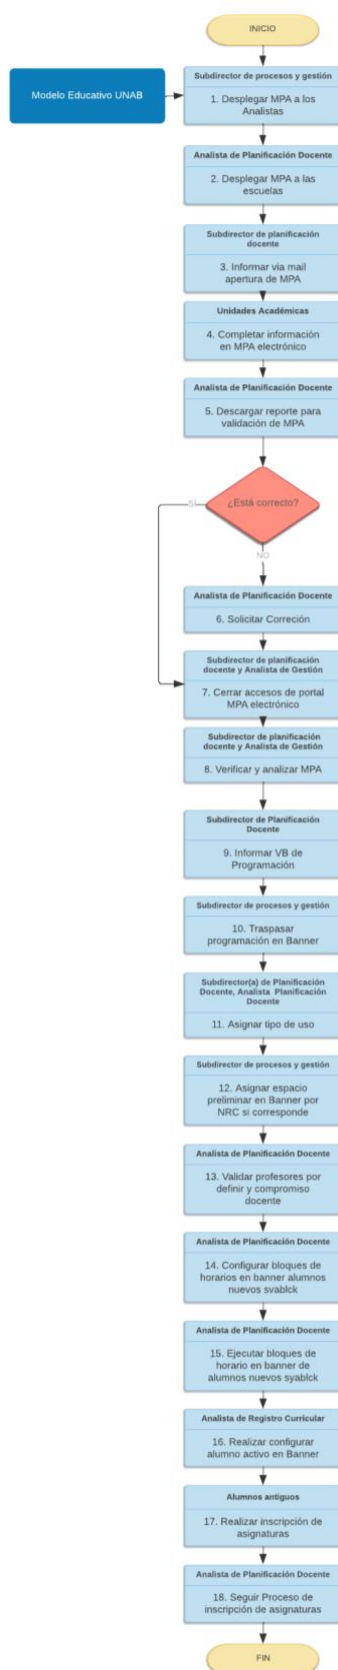 INICIO
Modelo Educativo UNAB
Subdirector de procesos y gestión
1. Desplegar MPA a los
Analistas
Analista de Planificación Docente
2. Desplegar MPA a las
escuelas
Subdirector de planificación
docente
3. Informar via mail
apertura de MPA
Unidades Académicas
4. Completar información
en MPA electrónico
Analista de Planificación Docente
5. Descargar reporte para
validación de MPA
¿Está correcto?
SÍ
NO
Analista de Planificación Docente
6. Solicitar Correción
Subdirector de planificación
docente y Analista de Gestión
7. Cerrar accesos de portal
MPA electrónico
Subdirector de planificación
docente y Analista de Gestión
8. Verificar y analizar MPA
Subdirector de Planificación
Docente
9. Informar VB de
Programación
Subdirector de procesos y gestión
10. Traspasar
programación en Banner
Subdirector(a) de Planificación
Docente, Analista Planificación
Docente
11. Asignar tipo de uso
Subdirector de procesos y gestión
12. Asignar espacio
preliminar en Banner por
NRC si corresponde
Analista de Planificación Docente
13. Validar profesores por
definir y compromiso
docente
Analista de Planificación Docente
14. Configurar bloques de
horarios en banner alumnos
nuevos svablck
Analista de Planificación Docente
15. Ejecutar bloques de
horario en banner de
alumnos nuevos syablck
Analista de Registro Curricular
16. Realizar configurar
alumno activo en Banner
Alumnos antiguos
17. Realizar inscripción de
asignaturas
Analista de Planificación Docente
18. Seguir Proceso de
inscripción de asignaturas
FIN